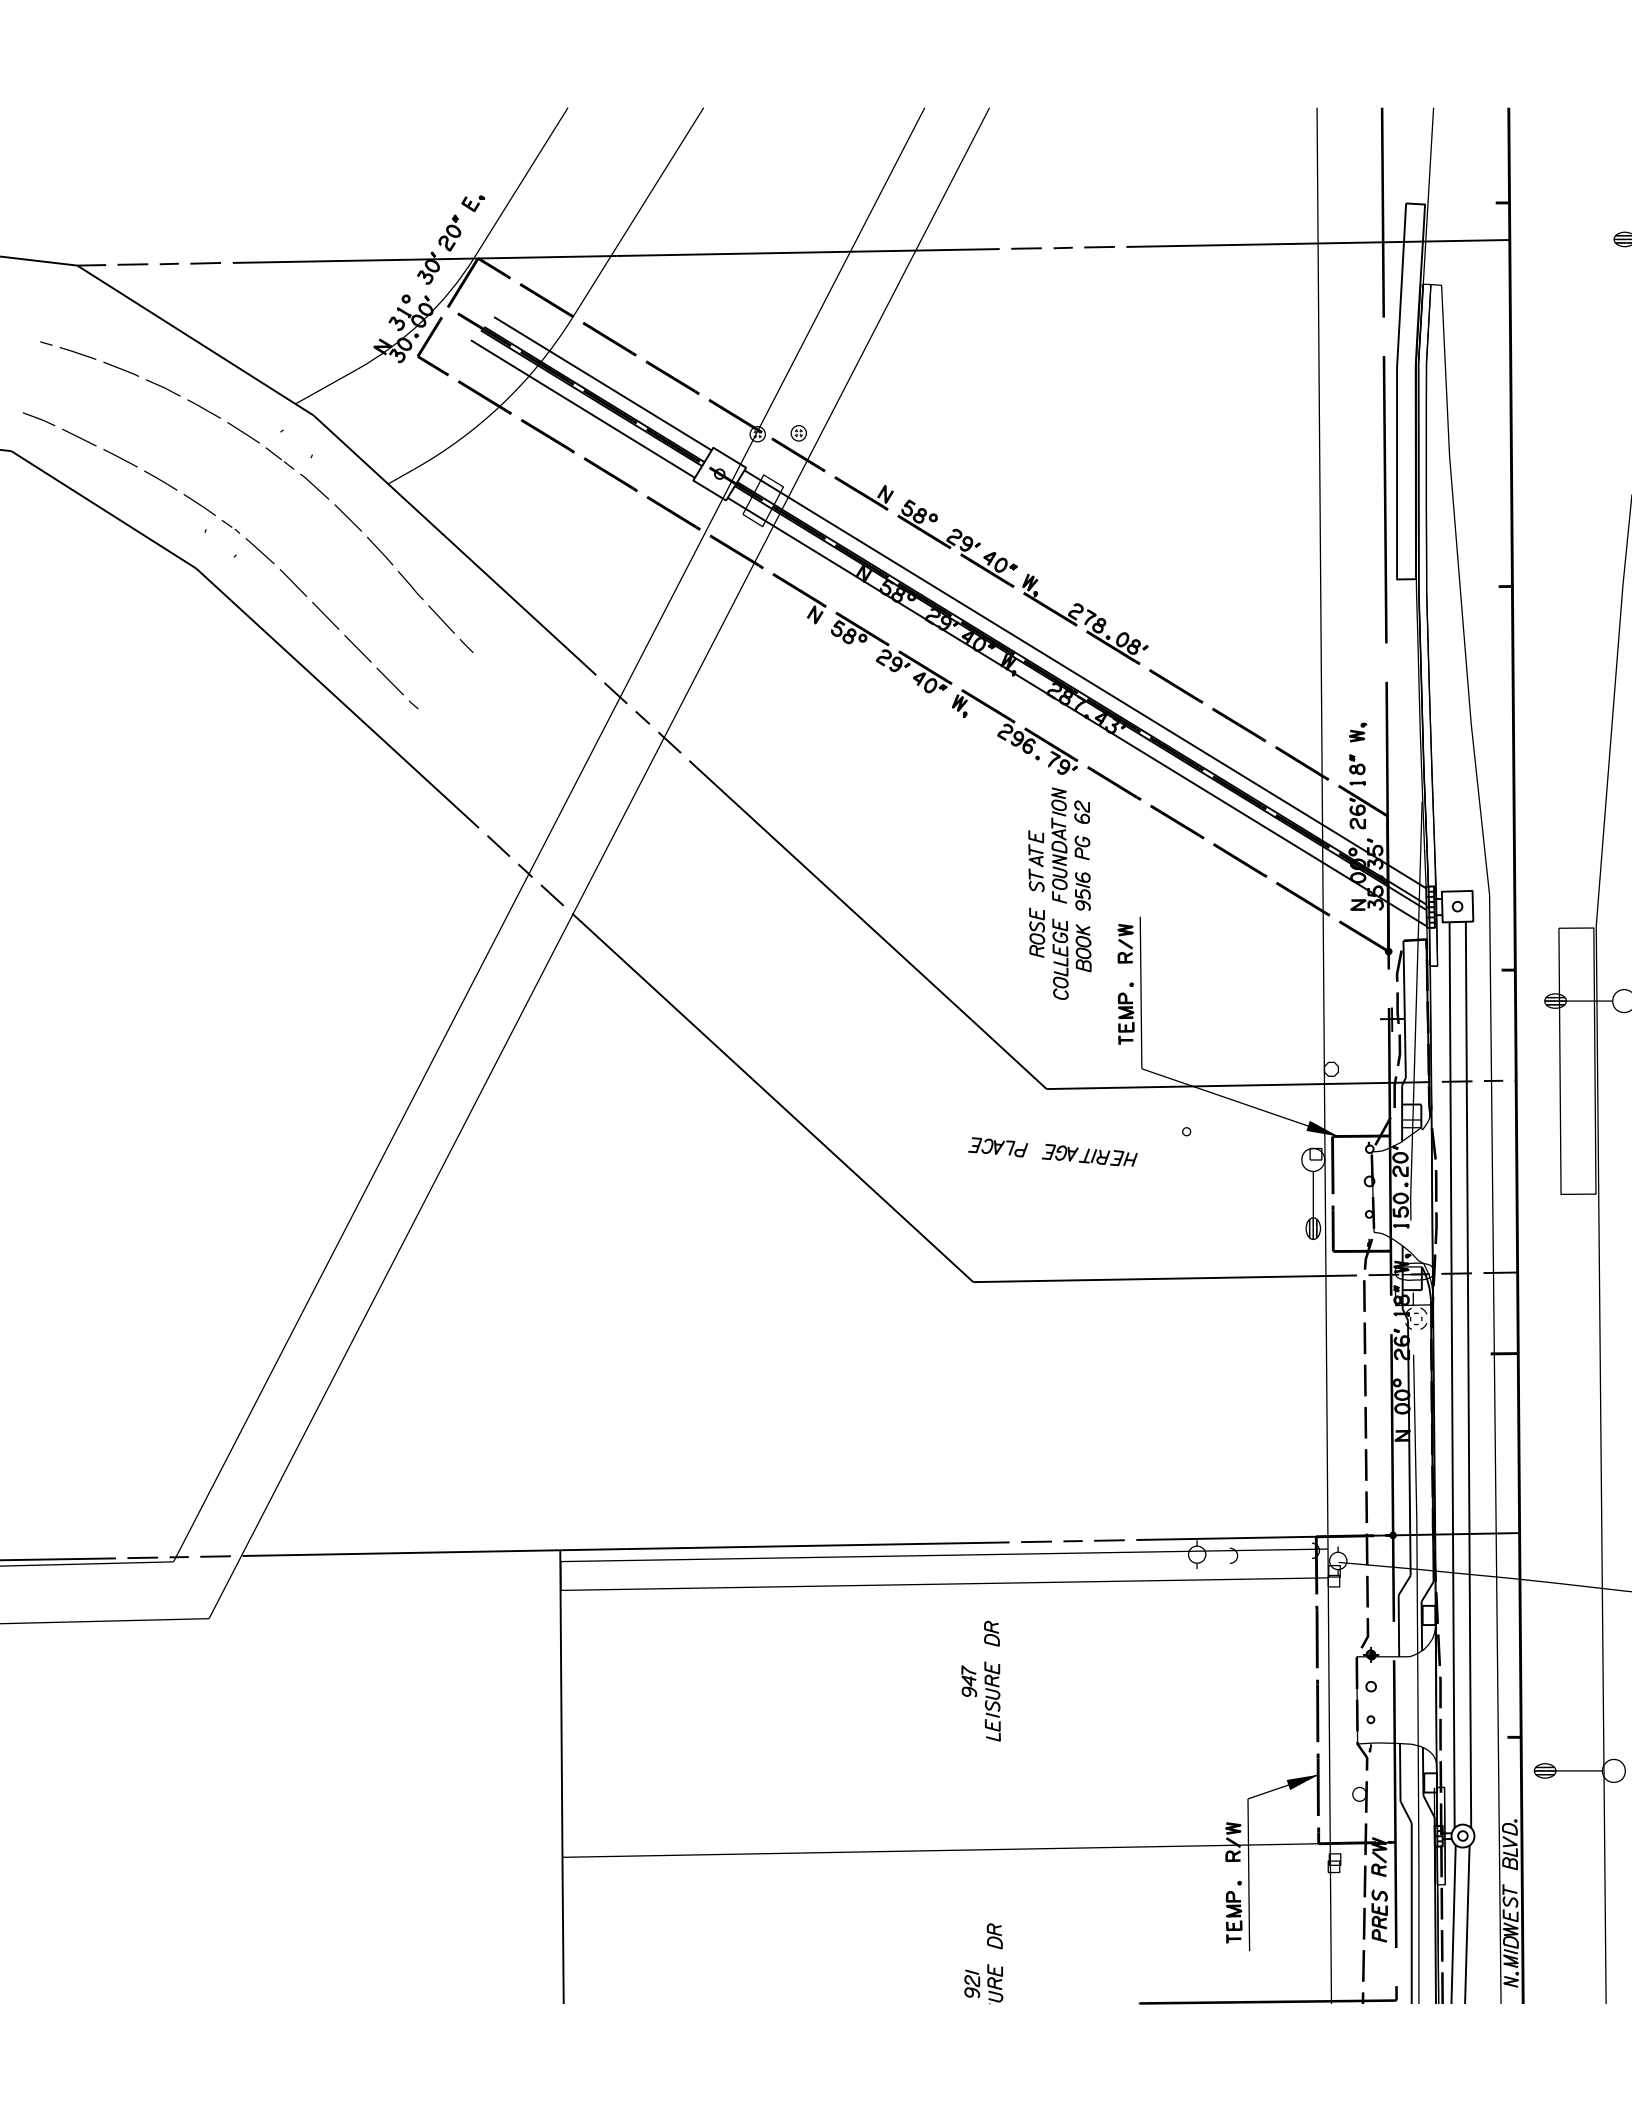 N 31° 30' 20" E.
30.00'
N 58° 29' 40" W. 278.08'
N 58° 29' 40" W. 287.43'
N 58° 29' 40" W. 296.79'
N 00° 26' 18" W.
35.35'
ROSE STATE
COLLEGE FOUNDATION
BOOK 9516 PG 62
TEMP. R/W
HERITAGE PLACE
N 00° 26' 18" W. 150.20'
947
LEISURE DR
TEMP. R/W
PRES R/W
N. MIDWEST BLVD.
921
URE DR